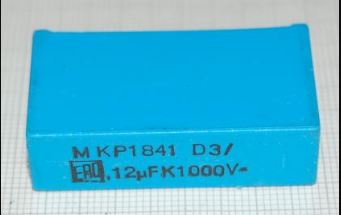 MKP1841 D3/
ERO .12µFK1000V-